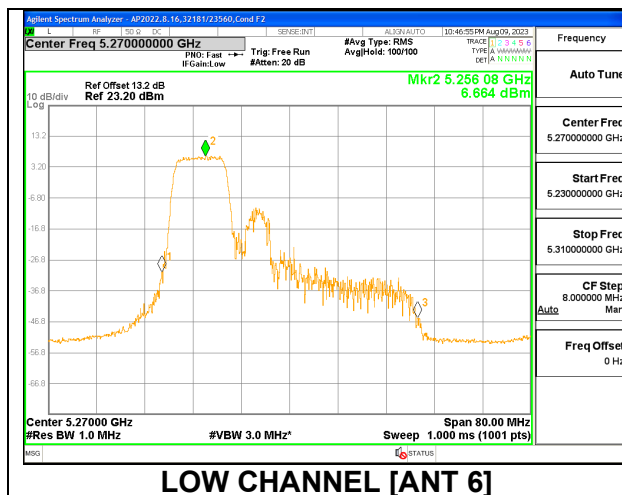 Agilent Spectrum Analyzer - AP2022.8.16,32181/23560,Cond F2
L RF 50 Ω DC SENSE:INT ALIGN AUTO 10:46:55 PM Aug 09, 2023
Center Freq 5.270000000 GHz
PNO: Fast
IFGain:Low
Trig: Free Run
#Atten: 20 dB
#Avg Type: RMS
Avg|Hold: 100/100
TRACE 1 2 3 4 5 6
TYPE A WWWWW
DET A N N N N N
Frequency
Auto Tune
Center Freq
5.270000000 GHz
Start Freq
5.230000000 GHz
Stop Freq
5.310000000 GHz
CF Step
8.000000 MHz
Auto Man
Freq Offset
0 Hz
Ref Offset 13.2 dB
10 dB/div Ref 23.20 dBm
Log
Mkr2 5.256 08 GHz
6.664 dBm
13.2
3.20
-6.80
-16.8
-26.8
-36.8
-46.8
-56.8
-66.8
1
2
3
Center 5.27000 GHz Span 80.00 MHz
#Res BW 1.0 MHz #VBW 3.0 MHz* Sweep 1.000 ms (1001 pts)
MSG STATUS
LOW CHANNEL [ANT 6]